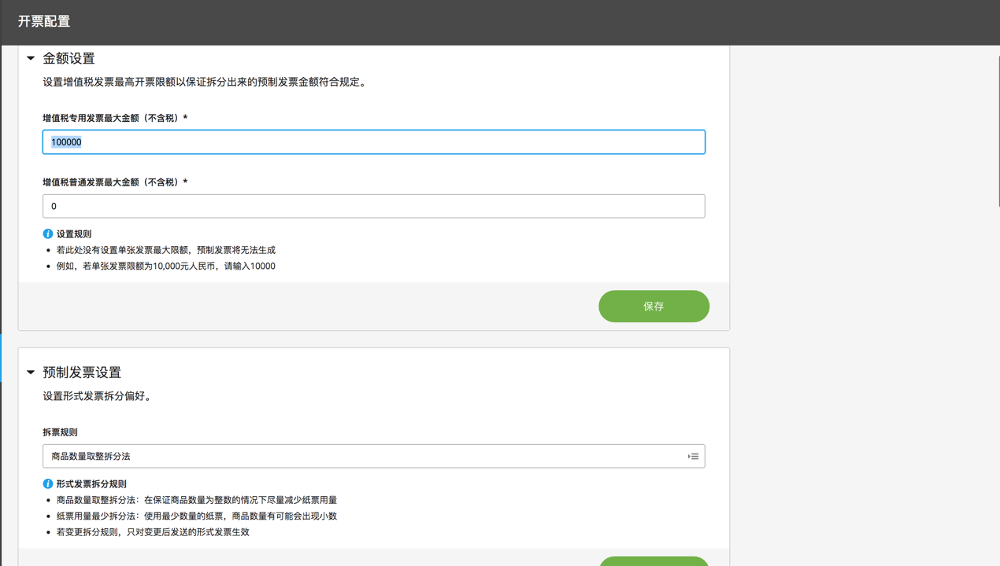 开票配置
金额设置
设置增值税发票最高开票限额以保证拆分出来的预制发票金额符合规定。
增值税专用发票最大金额（不含税）*
100000
增值税普通发票最大金额（不含税）*
0
设置规则
若此处没有设置单张发票最大限额，预制发票将无法生成
例如，若单张发票限额为10,000元人民币，请输入10000
保存
预制发票设置
设置形式发票拆分偏好。
拆票规则
商品数量取整拆分法
形式发票拆分规则
商品数量取整拆分法：在保证商品数量为整数的情况下尽量减少纸票用量
纸票用量最少拆分法：使用最少数量的纸票，商品数量有可能会出现小数
若变更拆分规则，只对变更后发送的形式发票生效